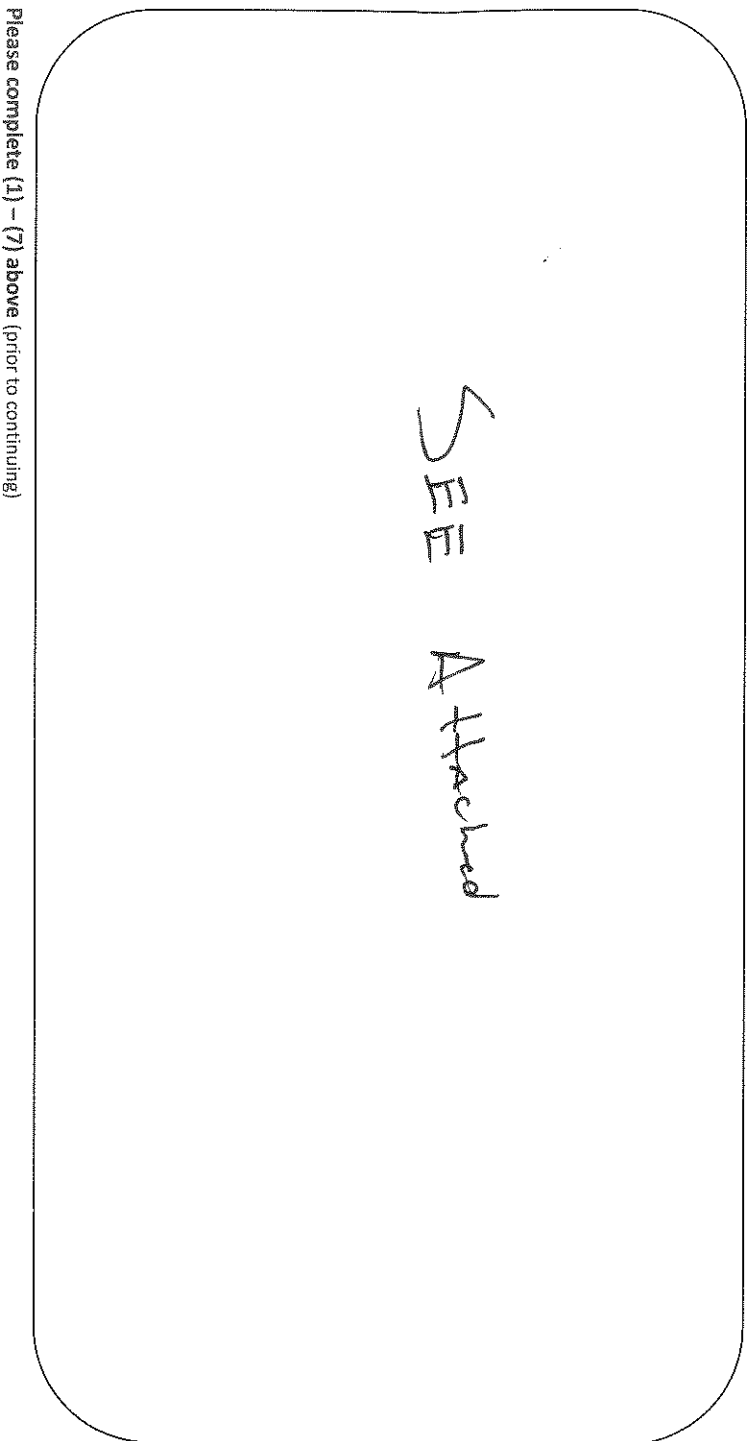 SEE Attached
Please complete (1) – (7) above (prior to continuing)